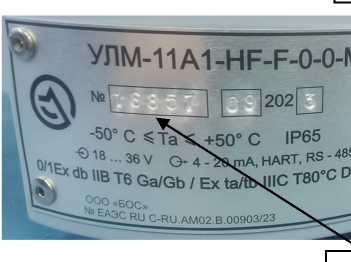 УЛМ-11А1-HF-F-0-0-М
№ 16857 09 202 3
-50° C ⩽ Ta ⩽ +50° C IP65
18 ... 36 V 4 - 20 mA, HART, RS - 485
0/1Ex db IIB T6 Ga/Gb / Ex ta/tb IIIC T80°C D
ООО «БОС»
№ ЕАЭС RU C-RU.AM02.B.00903/23